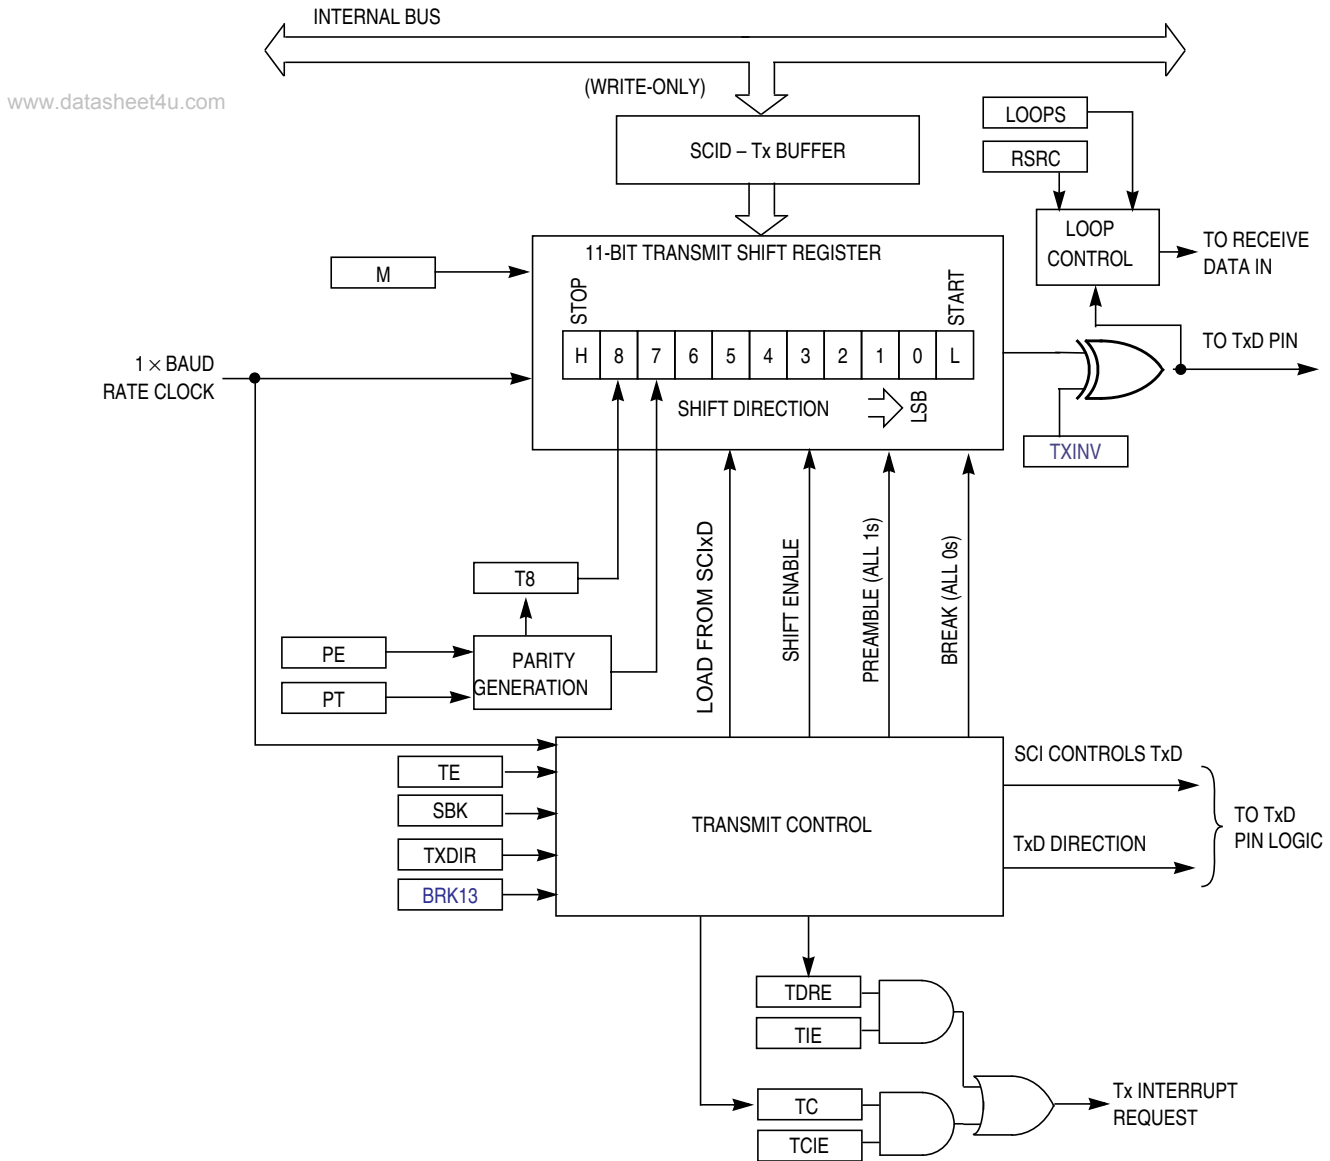 INTERNAL BUS
www.datasheet4u.com
(WRITE-ONLY)
LOOPS
SCID – Tx BUFFER
RSRC
LOOP
CONTROL
TO RECEIVE
DATA IN
11-BIT TRANSMIT SHIFT REGISTER
M
STOP
START
H 8 7 6 5 4 3 2 1 0 L
1 × BAUD
RATE CLOCK
TO TxD PIN
SHIFT DIRECTION
LSB
TXINV
LOAD FROM SCIxD
SHIFT ENABLE
PREAMBLE (ALL 1s)
BREAK (ALL 0s)
T8
PE
PT
PARITY
GENERATION
TE
SBK
TXDIR
BRK13
TRANSMIT CONTROL
SCI CONTROLS TxD
TxD DIRECTION
TO TxD
PIN LOGIC
TDRE
TIE
TC
TCIE
Tx INTERRUPT
REQUEST